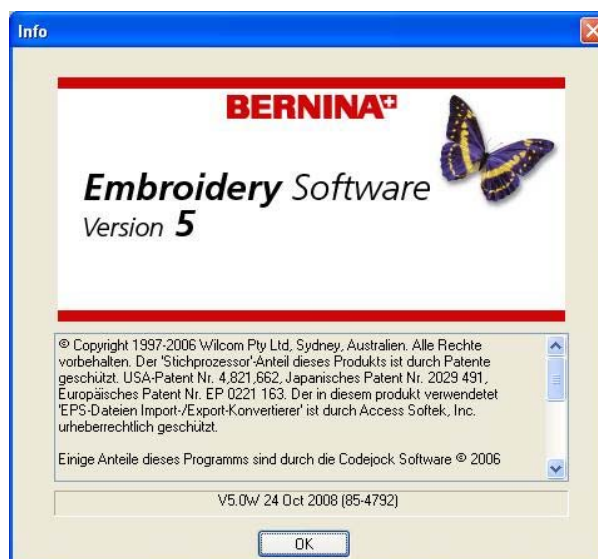 Info
BERNINA
Embroidery Software
Version 5
© Copyright 1997-2006 Wilcom Pty Ltd, Sydney, Australien. Alle Rechte
vorbehalten. Der 'Stichprozessor'-Anteil dieses Produkts ist durch Patente
geschützt. USA-Patent Nr. 4,821,662, Japanisches Patent Nr. 2029 491,
Europäisches Patent Nr. EP 0221 163. Der in diesem produkt verwendetet
'EPS-Dateien Import-/Export-Konvertierer' ist durch Access Softek, Inc.
urheberrechtlich geschützt.
Einige Anteile dieses Programms sind durch die Codejock Software © 2006
V5.0W 24 Oct 2008 (85-4792)
OK